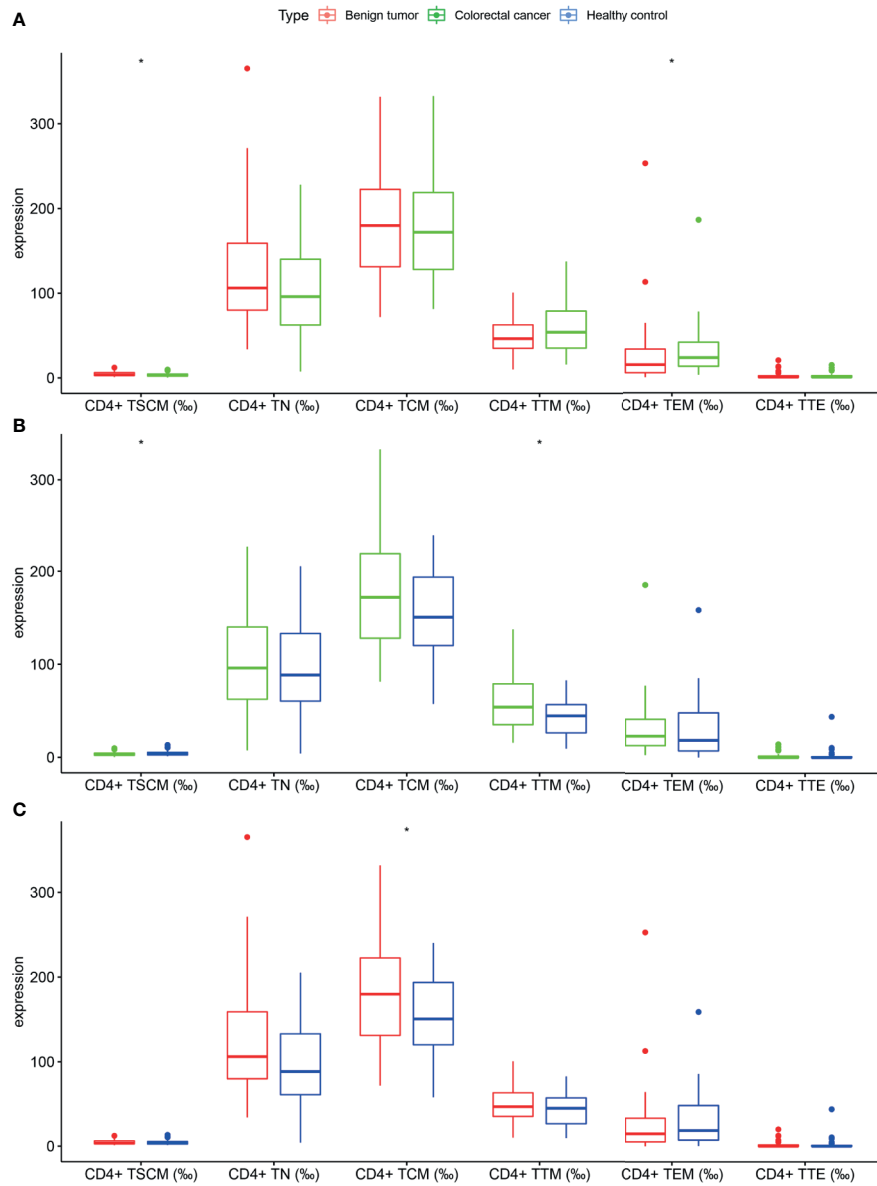 Type Benign tumor Colorectal cancer Healthy control
A
* *
300
200
100
0
expression
CD4+ TSCM (‰) CD4+ TN (‰) CD4+ TCM (‰) CD4+ TTM (‰) CD4+ TEM (‰) CD4+ TTE (‰)
B
* *
300
200
100
0
expression
CD4+ TSCM (‰) CD4+ TN (‰) CD4+ TCM (‰) CD4+ TTM (‰) CD4+ TEM (‰) CD4+ TTE (‰)
C
*
300
200
100
0
expression
CD4+ TSCM (‰) CD4+ TN (‰) CD4+ TCM (‰) CD4+ TTM (‰) CD4+ TEM (‰) CD4+ TTE (‰)